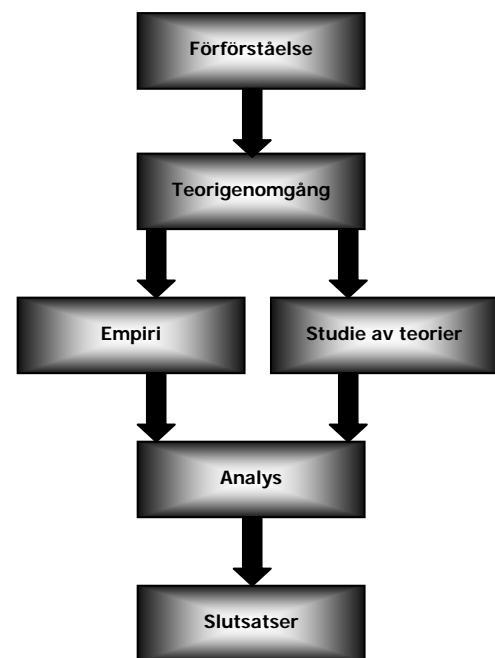 Förförståelse
Teorigenomgång
Empiri
Studie av teorier
Analys
Slutsatser